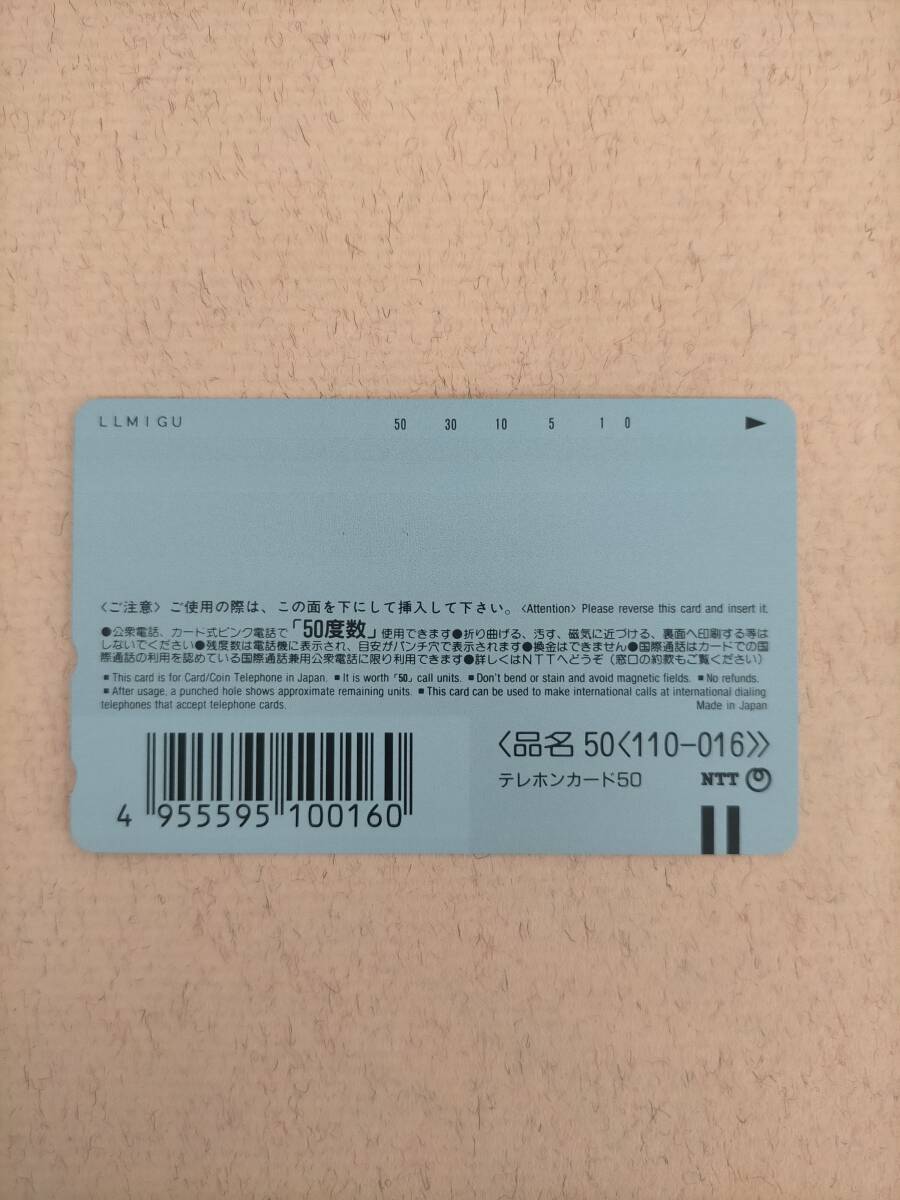 LLMIGU 50 30 10 5 1 0 ▶
〈ご注意〉ご使用の際は、この面を下にして挿入して下さい。〈Attention〉Please reverse this card and insert it.
●公衆電話、カード式ピンク電話で「50度数」使用できます●折り曲げる、汚す、磁気に近づける、裏面へ印刷する等は
しないでください●残度数は電話機に表示され、目安がパンチ穴で表示されます●換金はできません●国際通話はカードでの国
際通話の利用を認めている国際通話兼用公衆電話に限り利用できます●詳しくはNTTへどうぞ(窓口の約款もご覧ください)
■This card is for Card/Coin Telephone in Japan. ■It is worth「50」call units. ■Don't bend or stain and avoid magnetic fields. ■No refunds.
■After usage, a punched hole shows approximate remaining units. ■This card can be used to make international calls at international dialing
telephones that accept telephone cards. Made in Japan
〈品名 50〈110-016〉〉
テレホンカード50 NTT
4 955595 100160